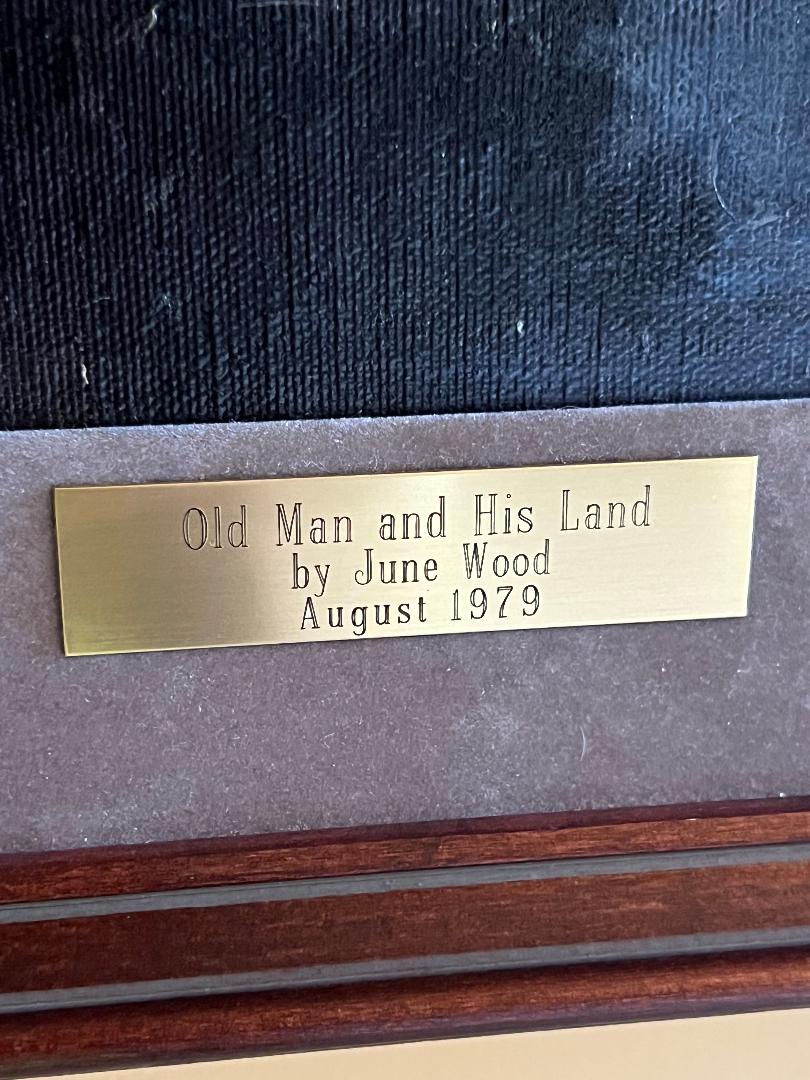 Old Man and His Land
by June Wood
August 1979